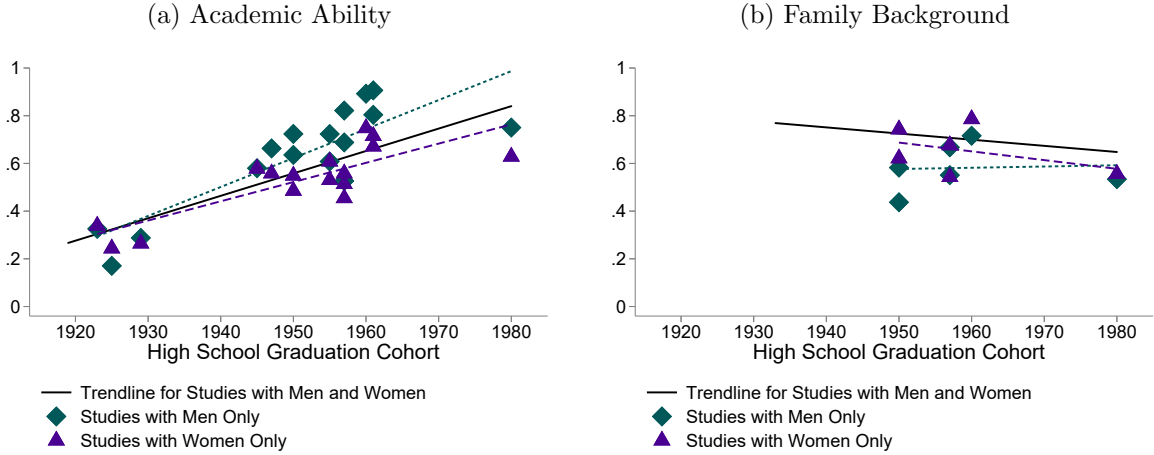 (a) Academic Ability
1
.8
.6
.4
.2
0
1920 1930 1940 1950 1960 1970 1980
High School Graduation Cohort
Trendline for Studies with Men and Women
Studies with Men Only
Studies with Women Only
(b) Family Background
1
.8
.6
.4
.2
0
1920 1930 1940 1950 1960 1970 1980
High School Graduation Cohort
Trendline for Studies with Men and Women
Studies with Men Only
Studies with Women Only